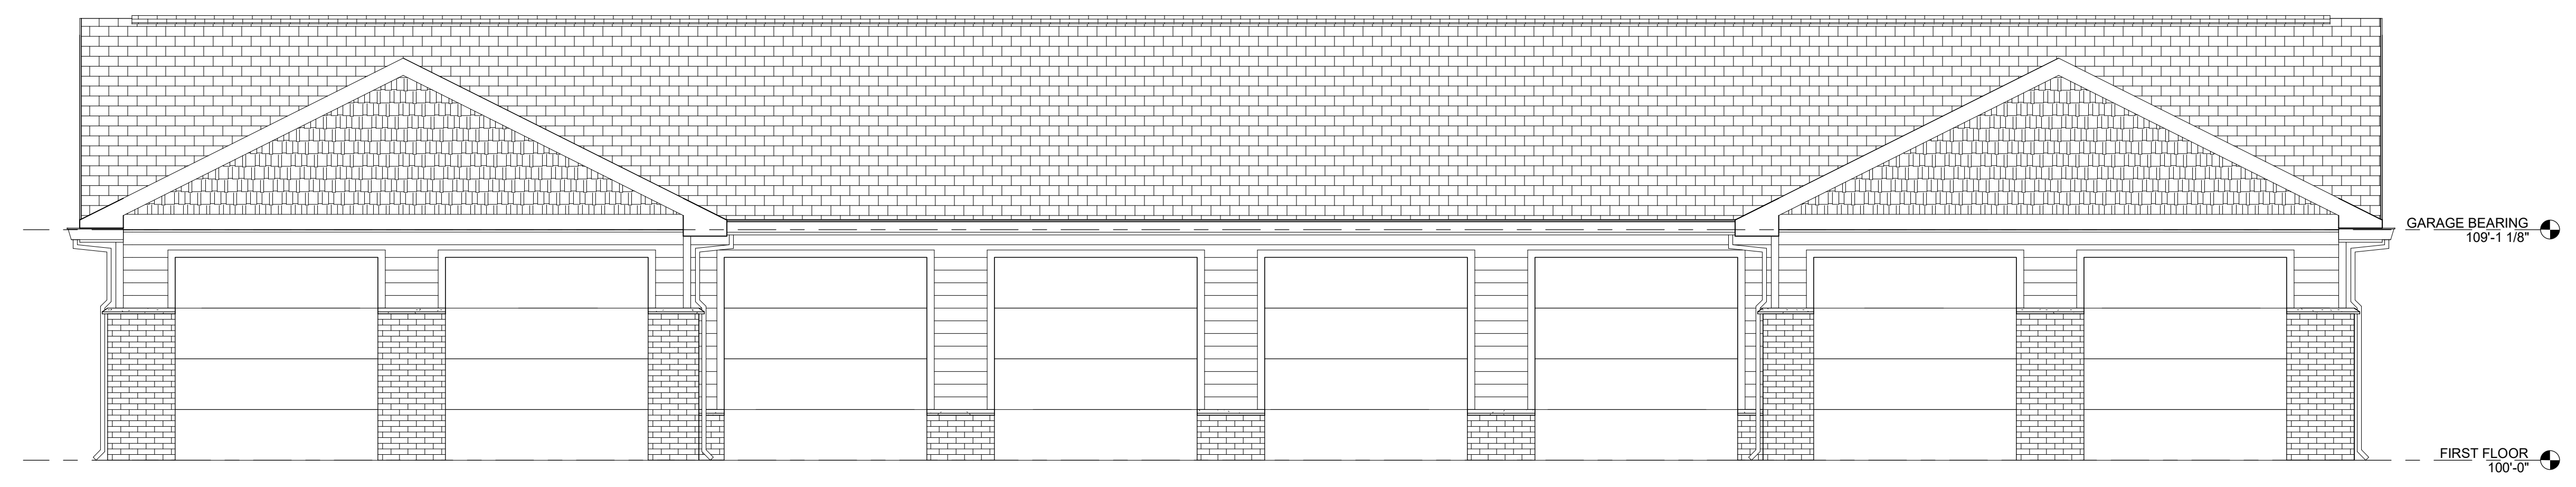 GARAGE BEARING
109'-1 1/8"
FIRST FLOOR
100'-0"